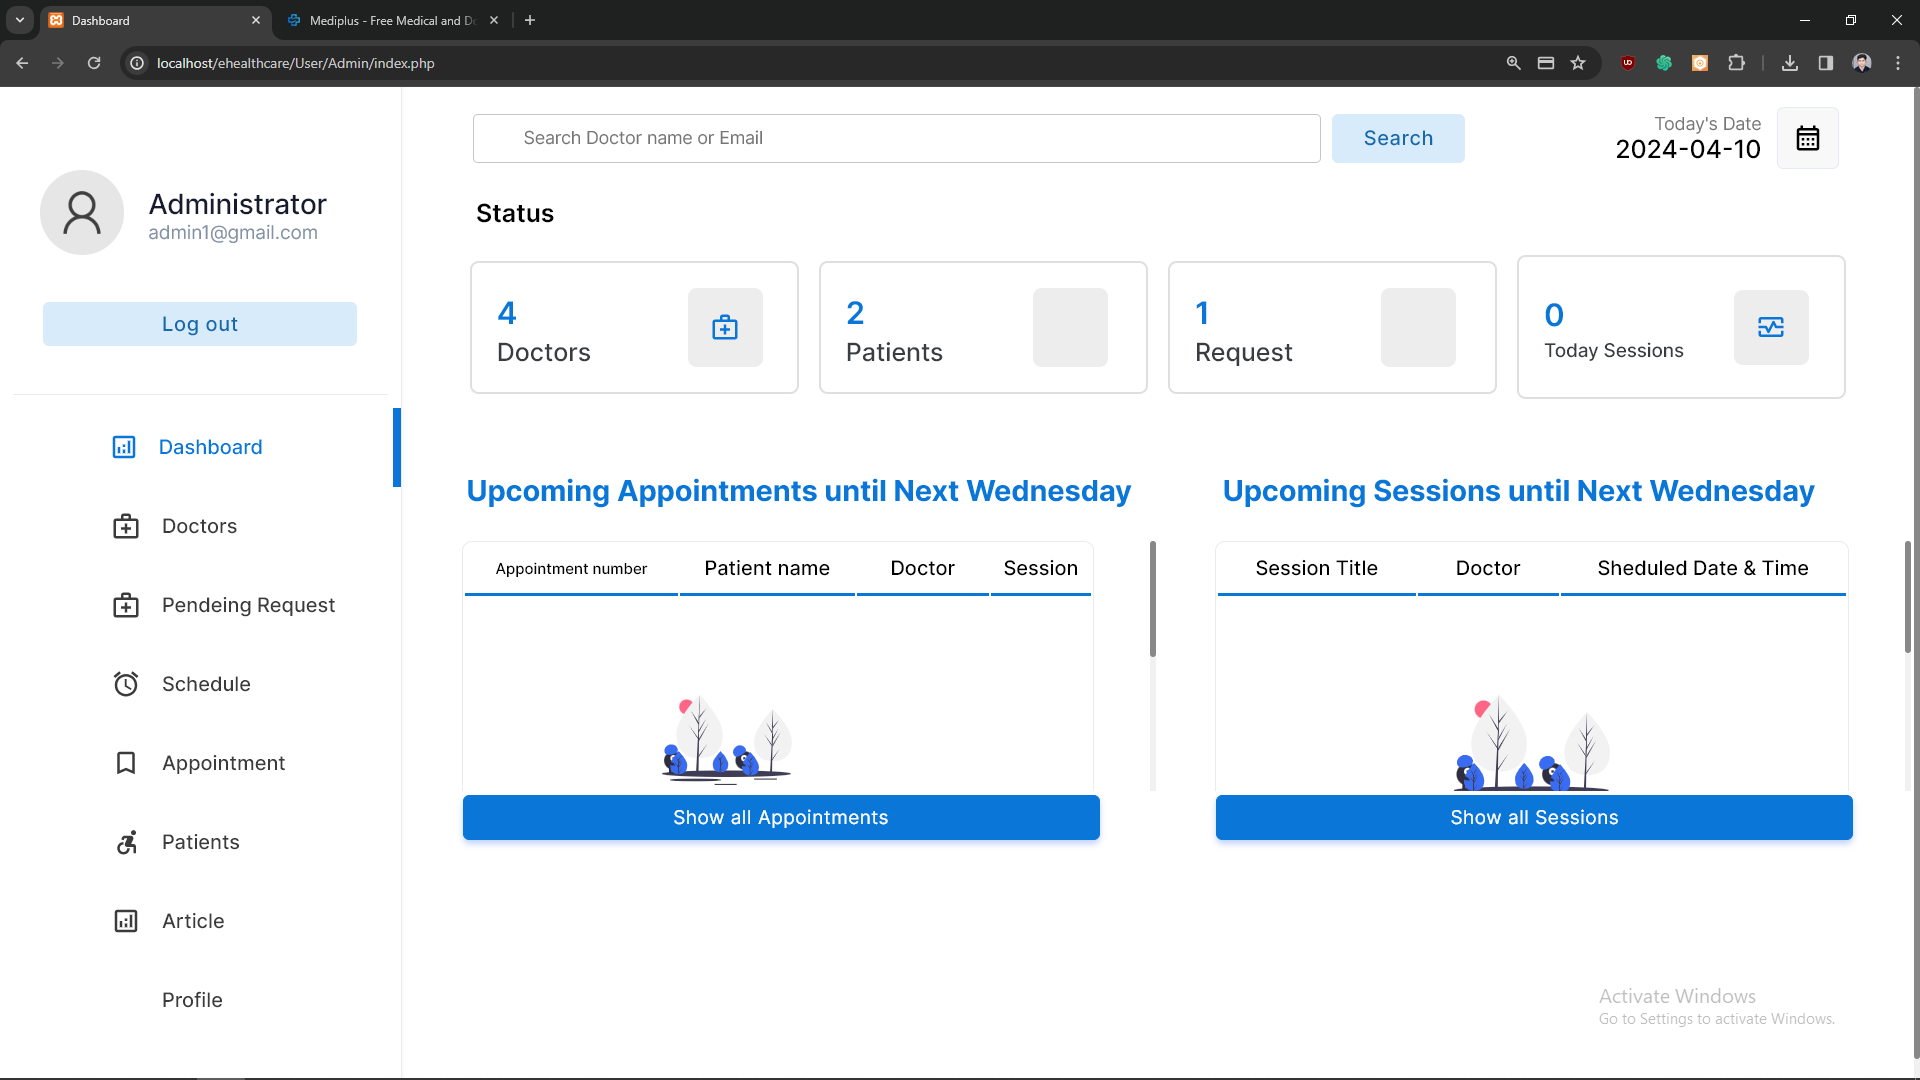 Dashboard
Mediplus - Free Medical and
localhost/ehealthcare/User/Admin/index.php
Search Doctor name or Email
Search
Today's Date
2024-04-10
Administrator
admin1@gmail.com
Log out
Status
4
Doctors
2
Patients
1
Request
0
Today Sessions
Dashboard
Doctors
Pendeing Request
Schedule
Appointment
Patients
Article
Profile
Upcoming Appointments until Next Wednesday
Appointment number Patient name Doctor Session
Show all Appointments
Upcoming Sessions until Next Wednesday
Session Title Doctor Sheduled Date & Time
Show all Sessions
Activate Windows
Go to Settings to activate Windows.